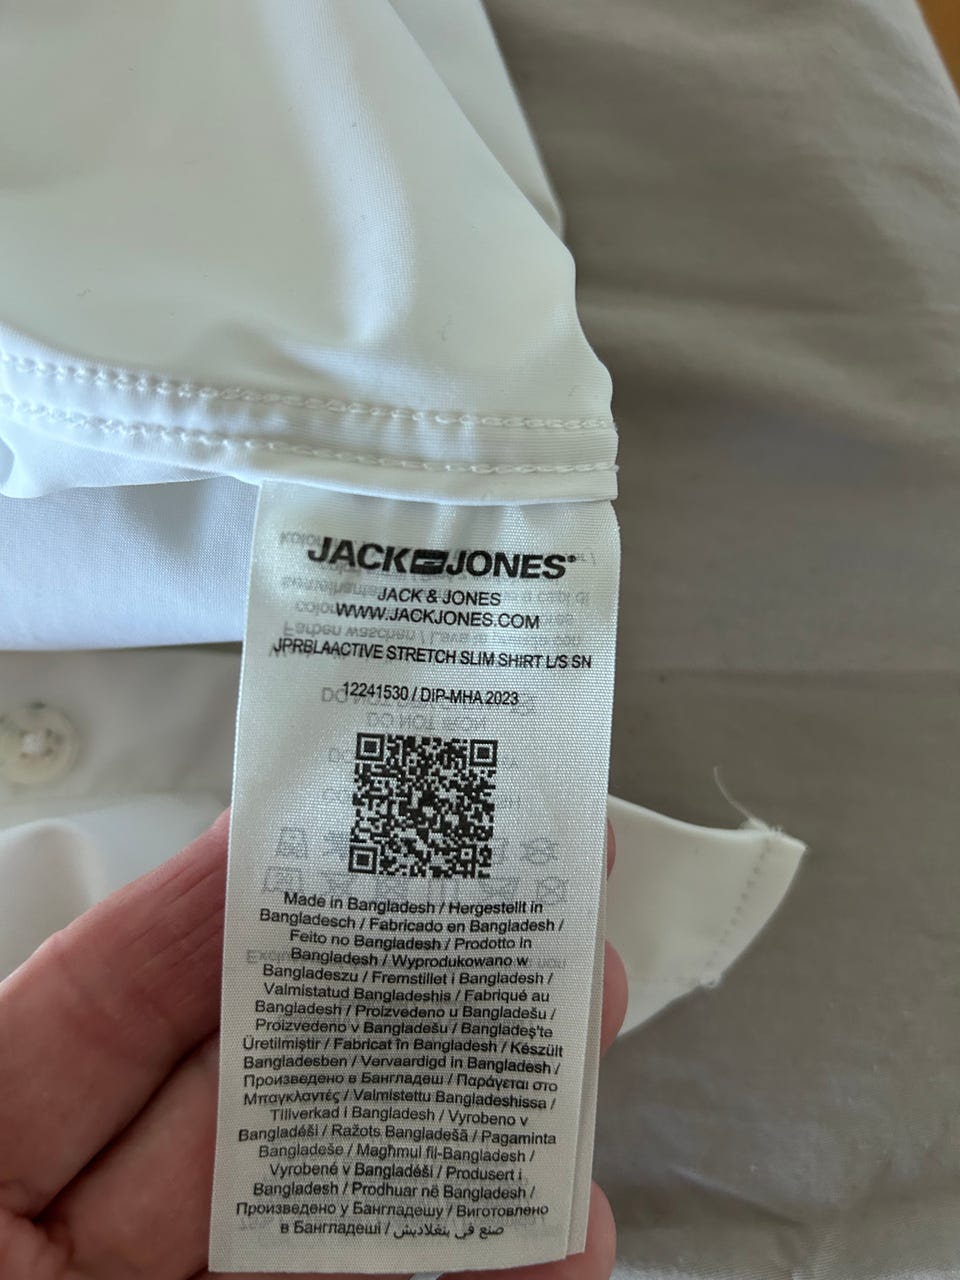 JACK JONES®
JACK & JONES
WWW.JACKJONES.COM
JPRBLAACTIVE STRETCH SLIM SHIRT L/S SN
12241530 / DIP-MHA 2023
Made in Bangladesh / Hergestellt in
Bangladesch / Fabricado en Bangladesh /
Feito no Bangladesh / Prodotto in
Bangladesh / Wyprodukowano w
Bangladeszu / Fremstillet i Bangladesh /
Valmistatud Bangladeshis / Fabriqué au
Bangladesh / Proizvedeno u Bangladešu /
Proizvedeno v Bangladešu / Bangladeş'te
Üretilmiştir / Fabricat în Bangladesh / Készült
Bangladesben / Vervaardigd in Bangladesh /
Произведено в Бангладеш / Παράγεται στο
Μπαγκλαντές / Valmistettu Bangladeshissa /
Tillverkad i Bangladesh / Vyrobeno v
Bangladéši / Ražots Bangladešā / Pagaminta
Bangladeše / Magħmul fil-Bangladesh /
Vyrobené v Bangladéši / Produsert i
Bangladesh / Prodhuar në Bangladesh /
Произведено у Бангладешу / Виготовлено
в Бангладеші / صنع في بنغلاديش